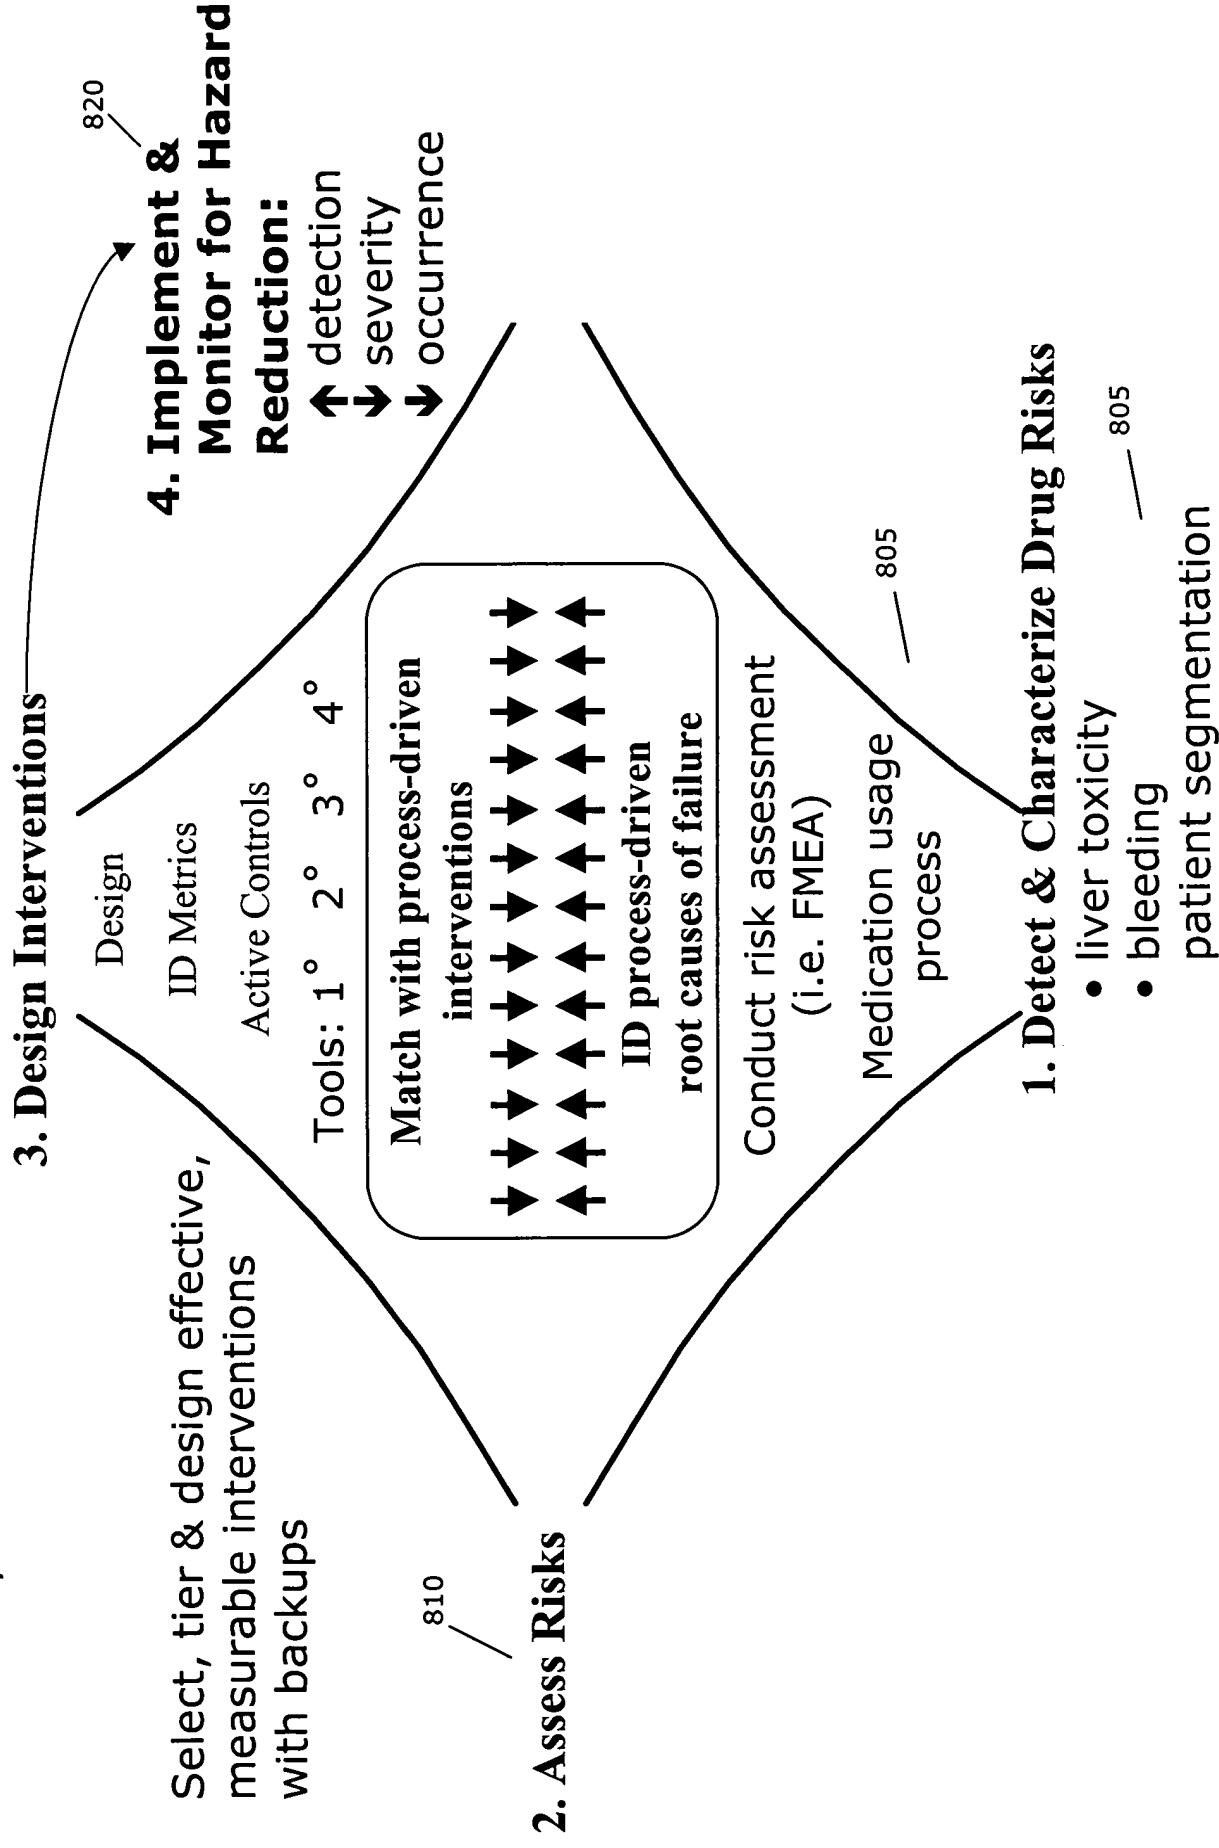 3. Design Interventions
820
4. Implement &
Monitor for Hazard
Reduction:
detection
severity
occurrence
Select, tier & design effective,
measurable interventions
with backups
Design
ID Metrics
Active Controls
Tools: 1° 2° 3° 4°
Match with process-driven
interventions
ID process-driven
root causes of failure
810
2. Assess Risks
Conduct risk assessment
(i.e. FMEA)
Medication usage
process
805
1. Detect & Characterize Drug Risks
• liver toxicity
• bleeding
patient segmentation
805